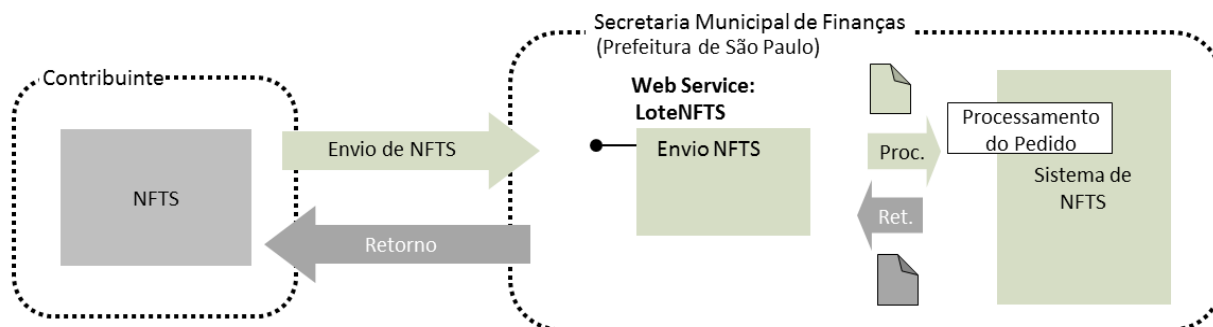 Secretaria Municipal de Finanças
(Prefeitura de São Paulo)
Contribuinte
Web Service:
LoteNFTS
NFTS
Envio de NFTS
Retorno
Envio NFTS
Proc.
Ret.
Processamento
do Pedido
Sistema de
NFTS